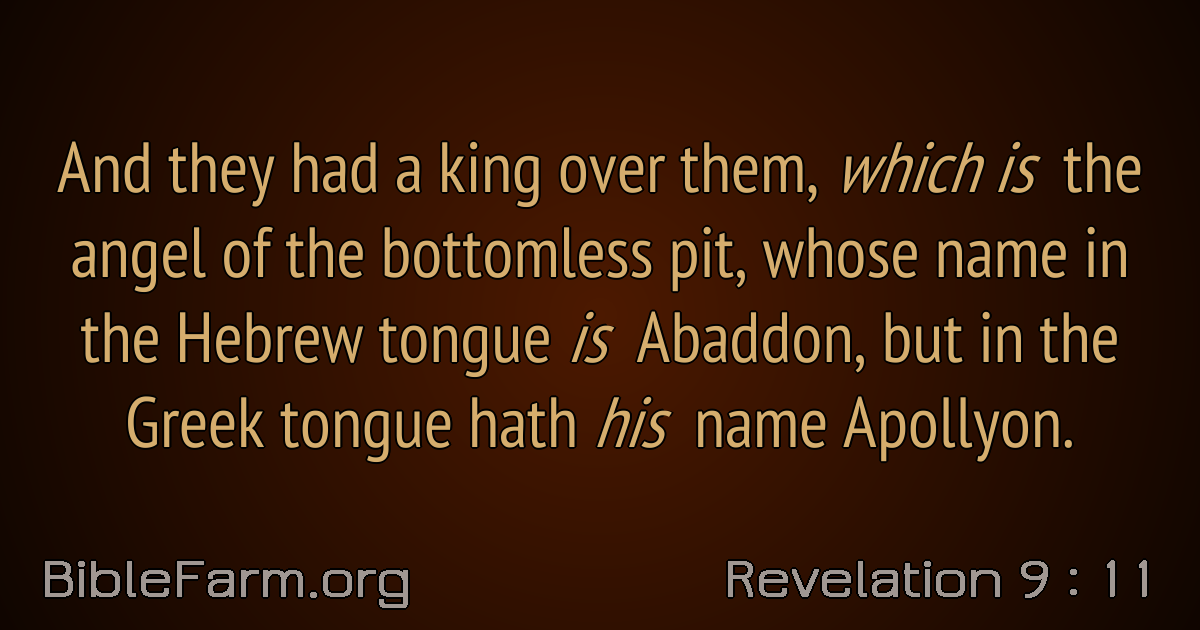 And they had a king over them, which is the
angel of the bottomless pit, whose name in
the Hebrew tongue is Abaddon, but in the
Greek tongue hath his name Apollyon.
BibleFarm.org
Revelation 9 : 11